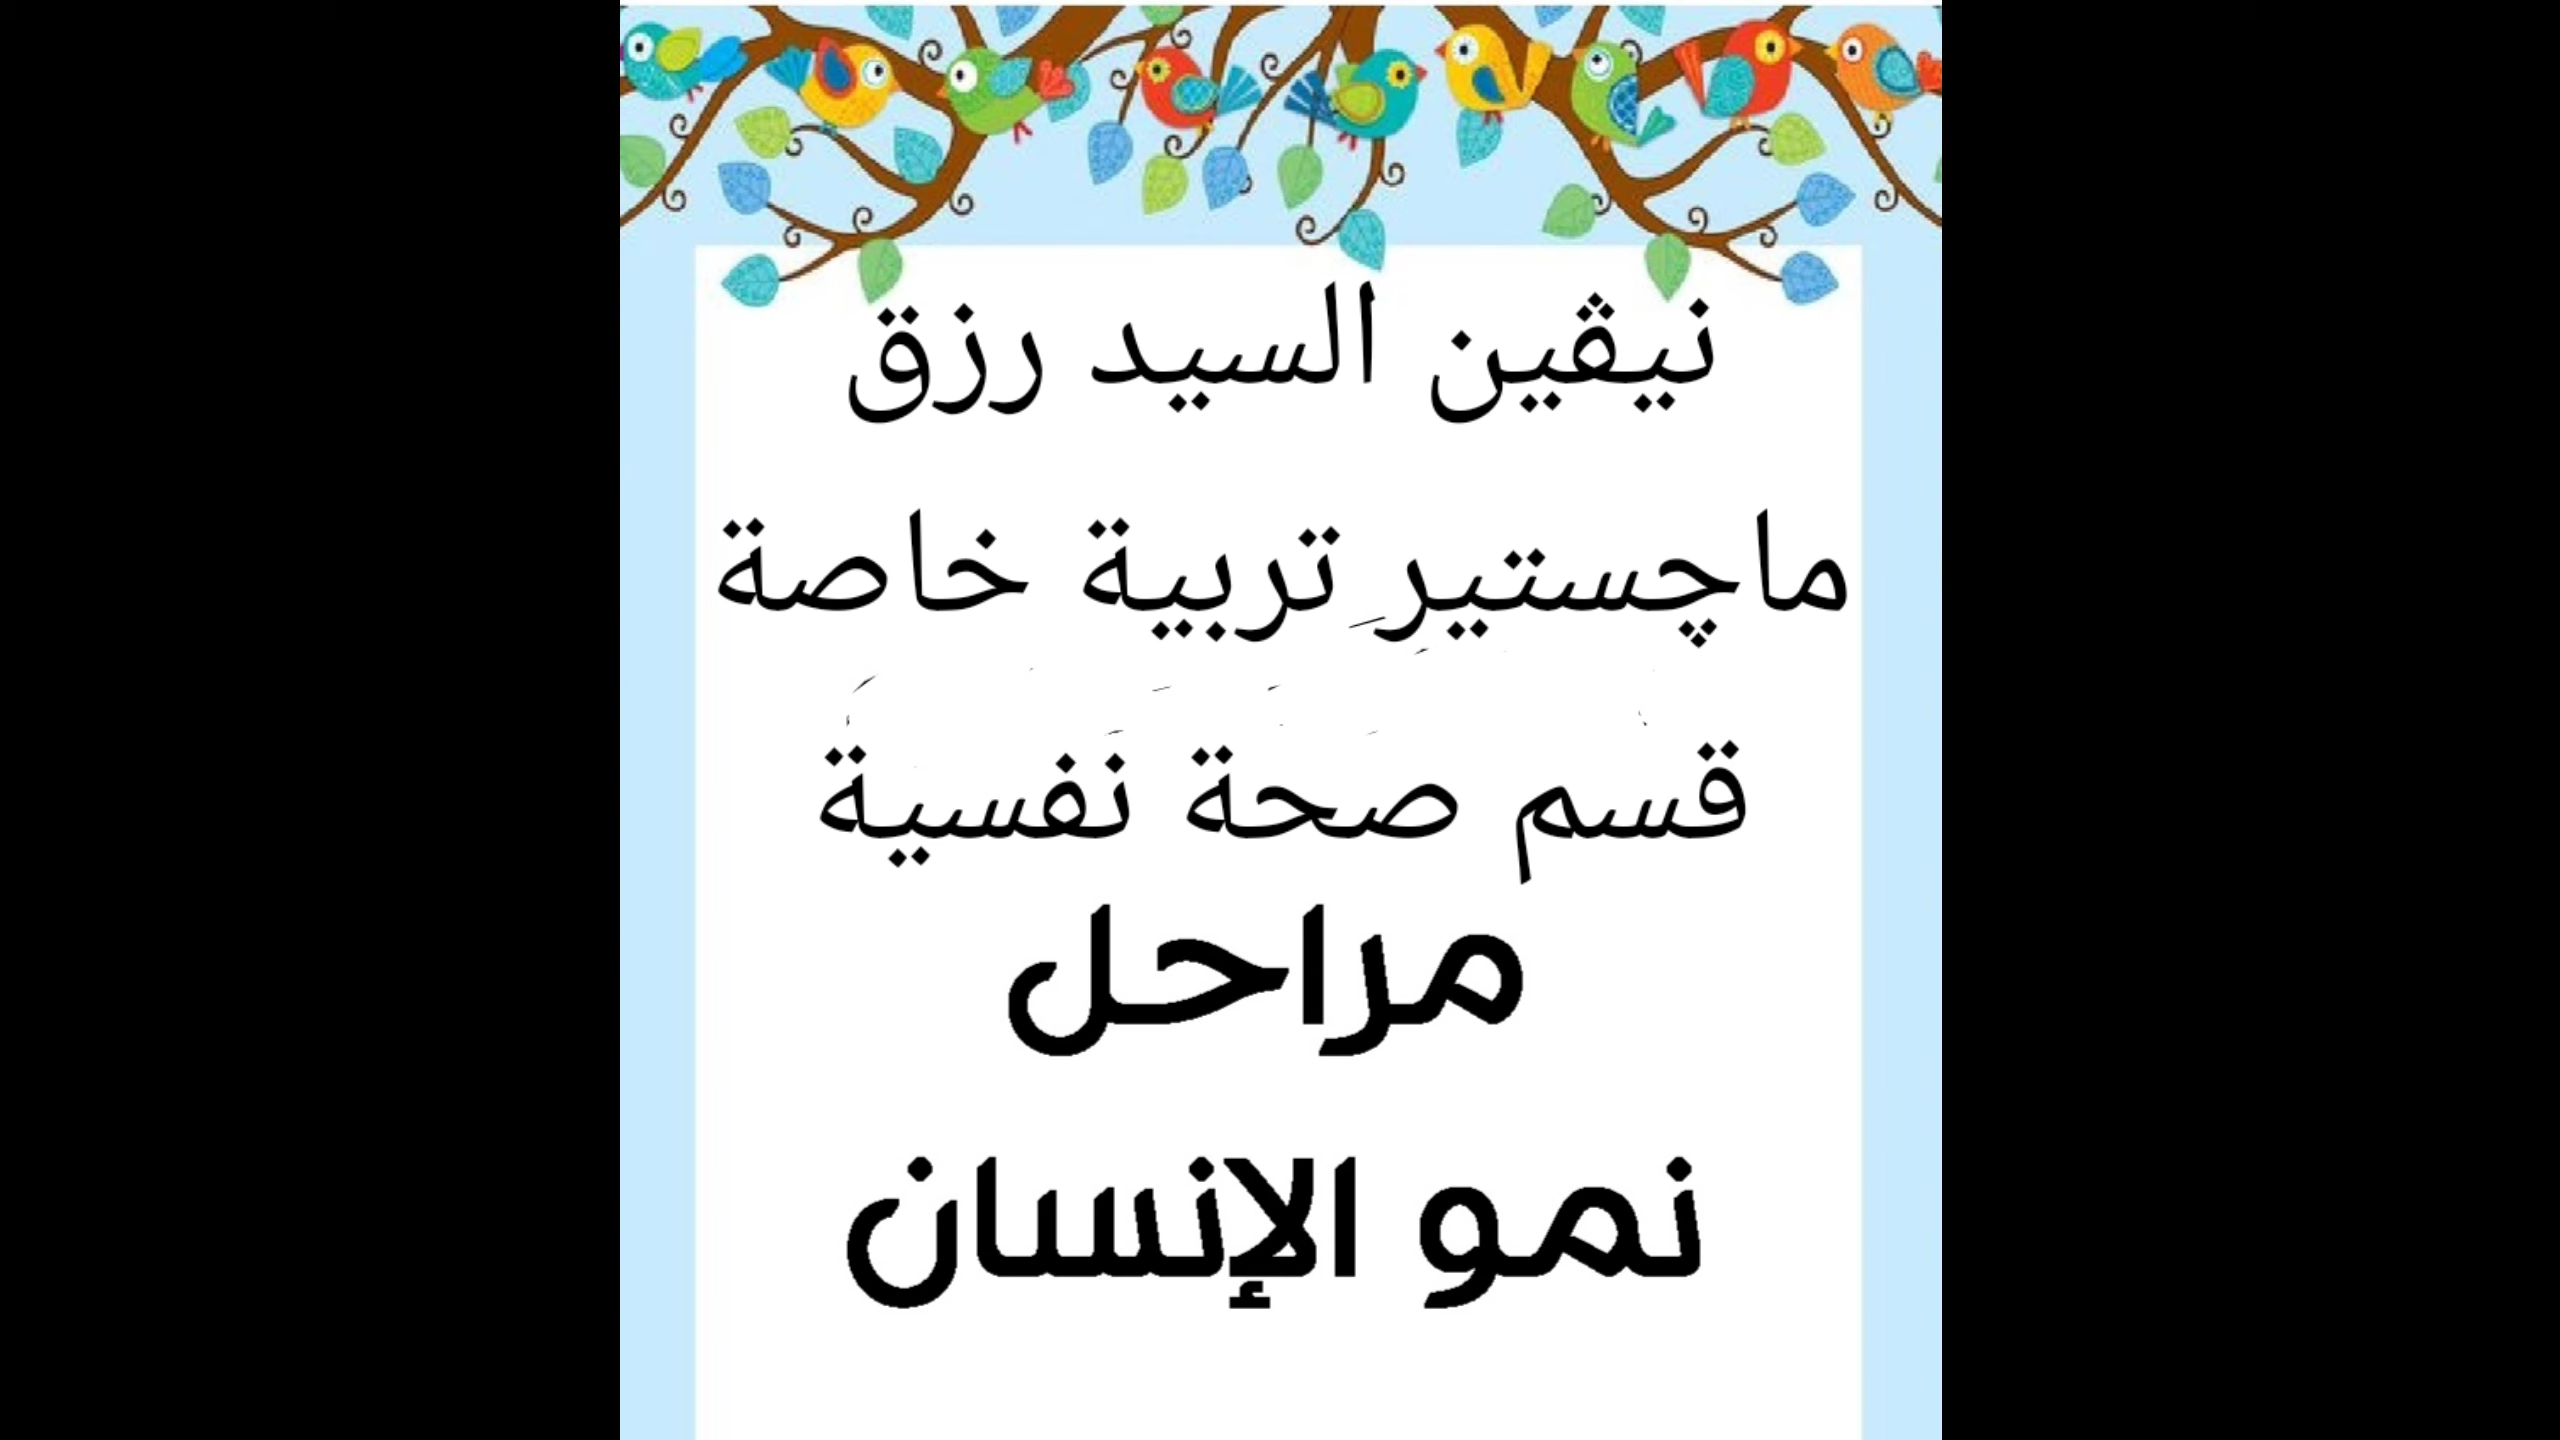 نيڤين السيد رزق
ماچستير تربية خاصة
قسم صحة نفسية
مراحل
نمو الإنسان